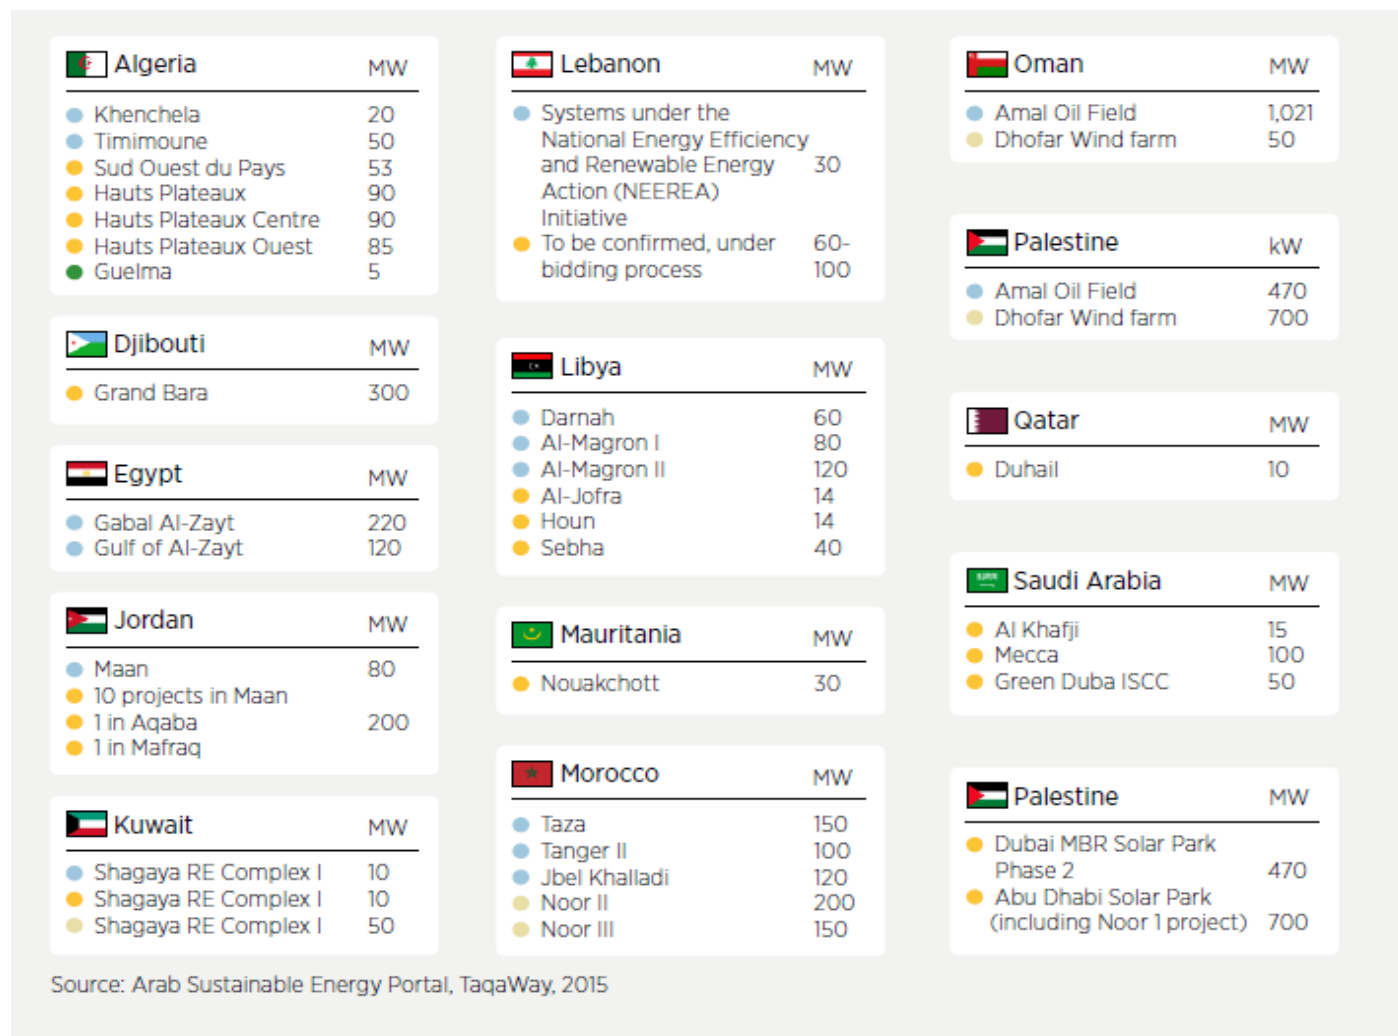 Algeria MW
Khenchela 20
Timimoune 50
Sud Ouest du Pays 53
Hauts Plateaux 90
Hauts Plateaux Centre 90
Hauts Plateaux Ouest 85
Guelma 5
Djibouti MW
Grand Bara 300
Egypt MW
Gabal Al-Zayt 220
Gulf of Al-Zayt 120
Jordan MW
Maan 80
10 projects in Maan
1 in Aqaba 200
1 in Mafraq
Kuwait MW
Shagaya RE Complex I 10
Shagaya RE Complex I 10
Shagaya RE Complex I 50
Lebanon MW
Systems under the
National Energy Efficiency
and Renewable Energy 30
Action (NEEREA)
Initiative
To be confirmed, under 60-
bidding process 100
Libya MW
Darnah 60
Al-Magron I 80
Al-Magron II 120
Al-Jofra 14
Houn 14
Sebha 40
Mauritania MW
Nouakchott 30
Morocco MW
Taza 150
Tanger II 100
Jbel Khalladi 120
Noor II 200
Noor III 150
Oman MW
Amal Oil Field 1,021
Dhofar Wind farm 50
Palestine kW
Amal Oil Field 470
Dhofar Wind farm 700
Qatar MW
Duhail 10
Saudi Arabia MW
Al Khafji 15
Mecca 100
Green Duba ISCC 50
Palestine MW
Dubai MBR Solar Park
Phase 2 470
Abu Dhabi Solar Park
(including Noor 1 project) 700
Source: Arab Sustainable Energy Portal, TaqaWay, 2015